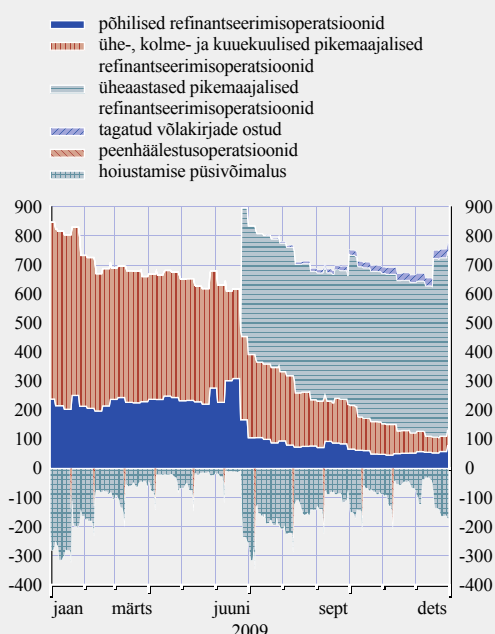 põhilised refinantseerimisoperatsioonid
ühe-, kolme- ja kuuekuulised pikemaajalised
refinantseerimisoperatsioonid
üheaastased pikemaajalised
refinantseerimisoperatsioonid
tagatud võlakirjade ostud
peenhäälestusoperatsioonid
hoiustamise püsivõimalus
900 900
800 800
700 700
600 600
500 500
400 400
300 300
200 200
100 100
0 0
-100 -100
-200 -200
-300 -300
-400 -400
jaan märts juuni sept dets
2009